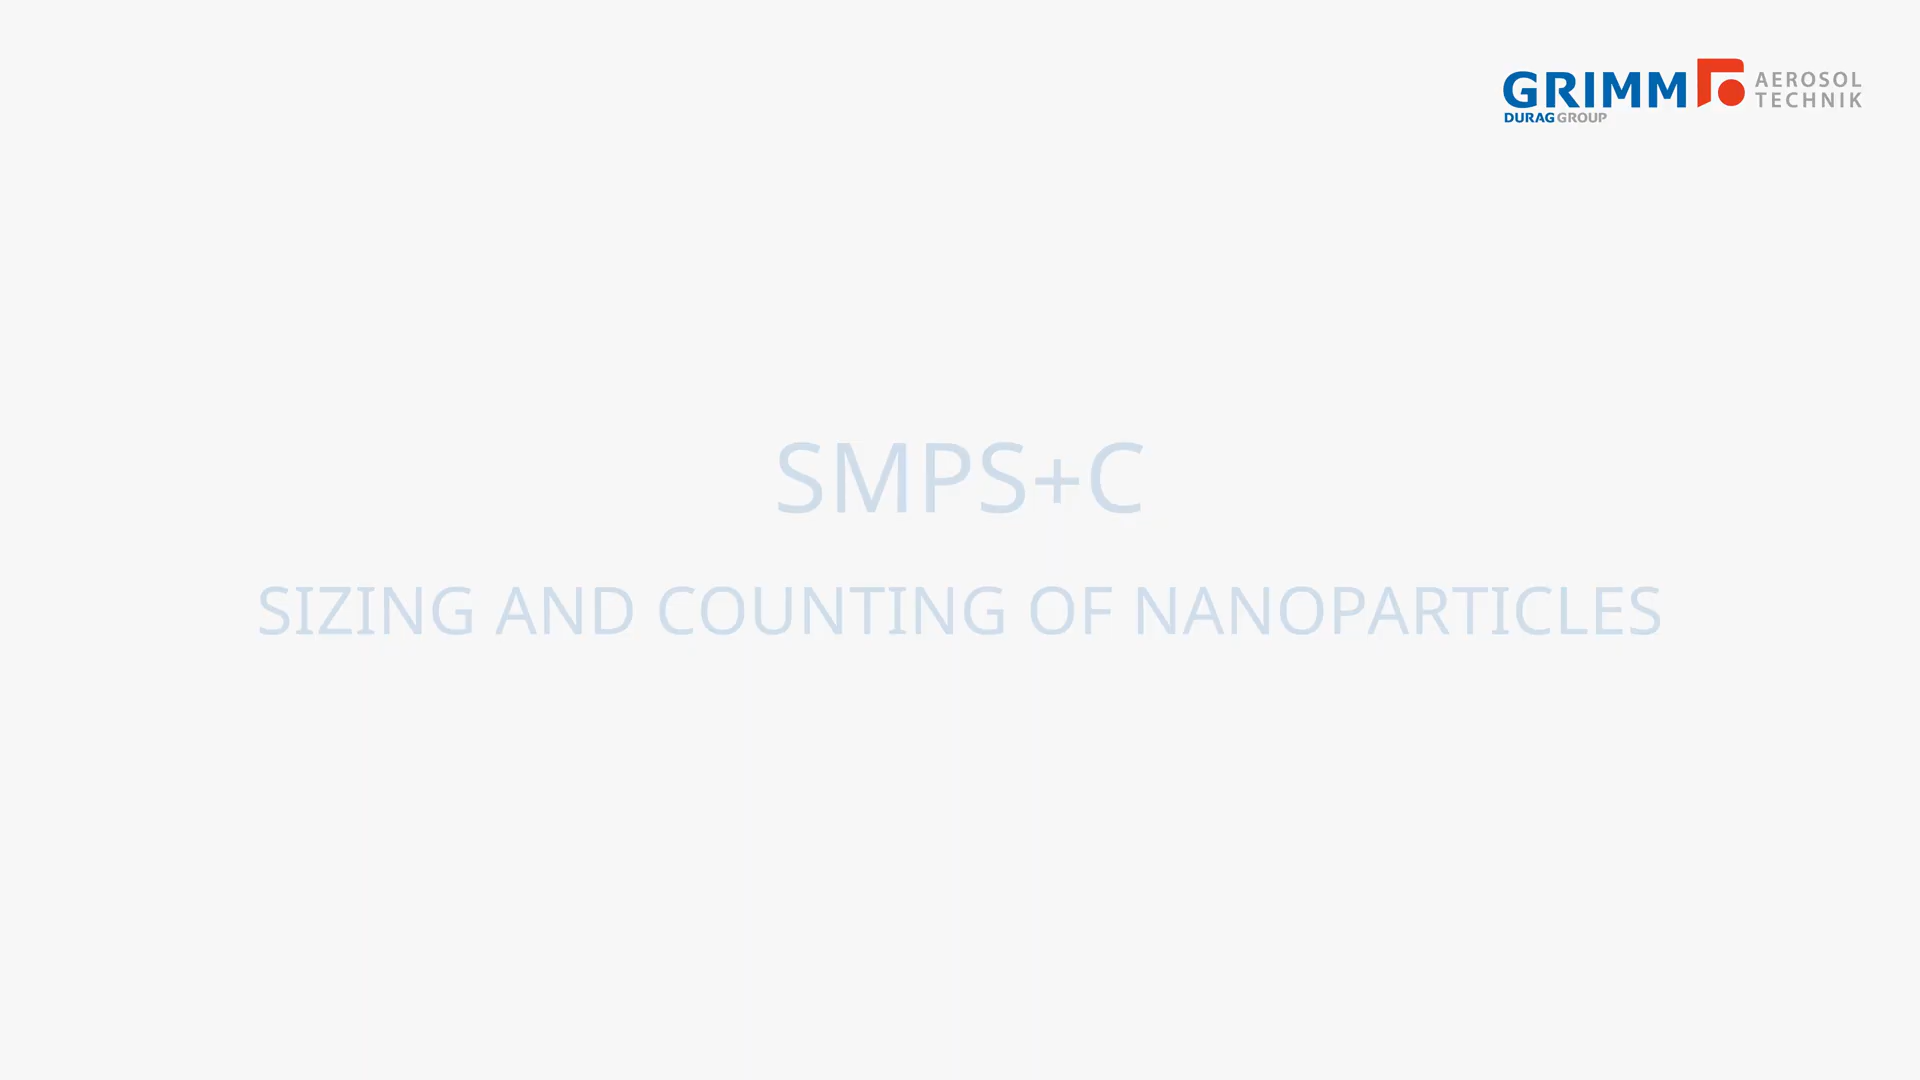 GRIMM AEROSOL
TECHNIK
DURAG GROUP
SMPS+C
SIZING AND COUNTING OF NANOPARTICLES